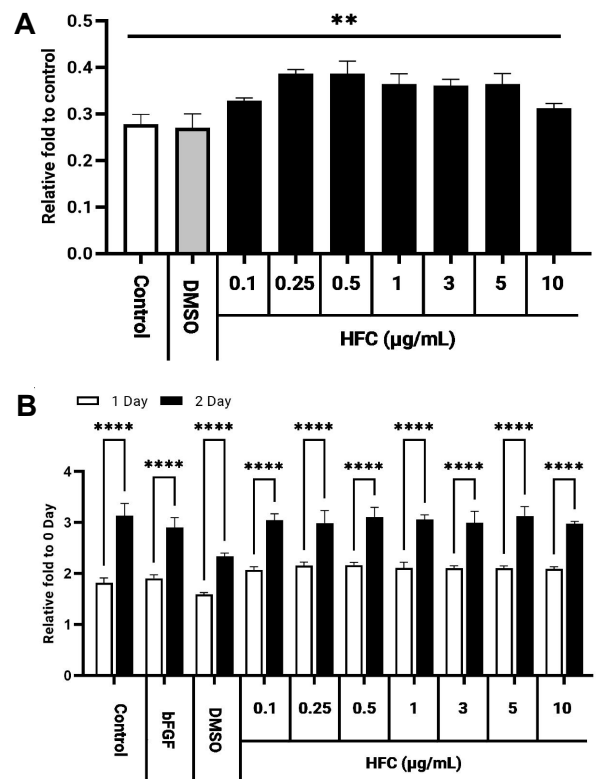 A
**
Relative fold to control
0.5
0.4
0.3
0.2
0.1
0.0
Control
DMSO
0.1 0.25 0.5 1 3 5 10
HFC (µg/mL)
B
1 Day 2 Day
**** **** **** **** **** **** **** **** **** ****
Relative fold to 0 Day
4
3
2
1
0
Control
bFGF
DMSO
0.1 0.25 0.5 1 3 5 10
HFC (µg/mL)